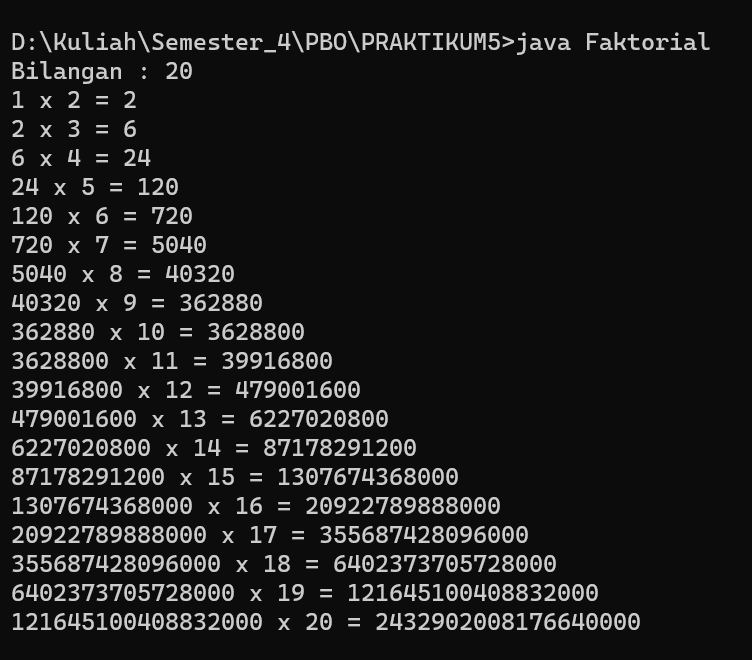 D:\Kuliah\Semester_4\PBO\PRAKTIKUM5>java Faktorial
Bilangan : 20
1 x 2 = 2
2 x 3 = 6
6 x 4 = 24
24 x 5 = 120
120 x 6 = 720
720 x 7 = 5040
5040 x 8 = 40320
40320 x 9 = 362880
362880 x 10 = 3628800
3628800 x 11 = 39916800
39916800 x 12 = 479001600
479001600 x 13 = 6227020800
6227020800 x 14 = 87178291200
87178291200 x 15 = 1307674368000
1307674368000 x 16 = 20922789888000
20922789888000 x 17 = 355687428096000
355687428096000 x 18 = 6402373705728000
6402373705728000 x 19 = 121645100408832000
121645100408832000 x 20 = 2432902008176640000